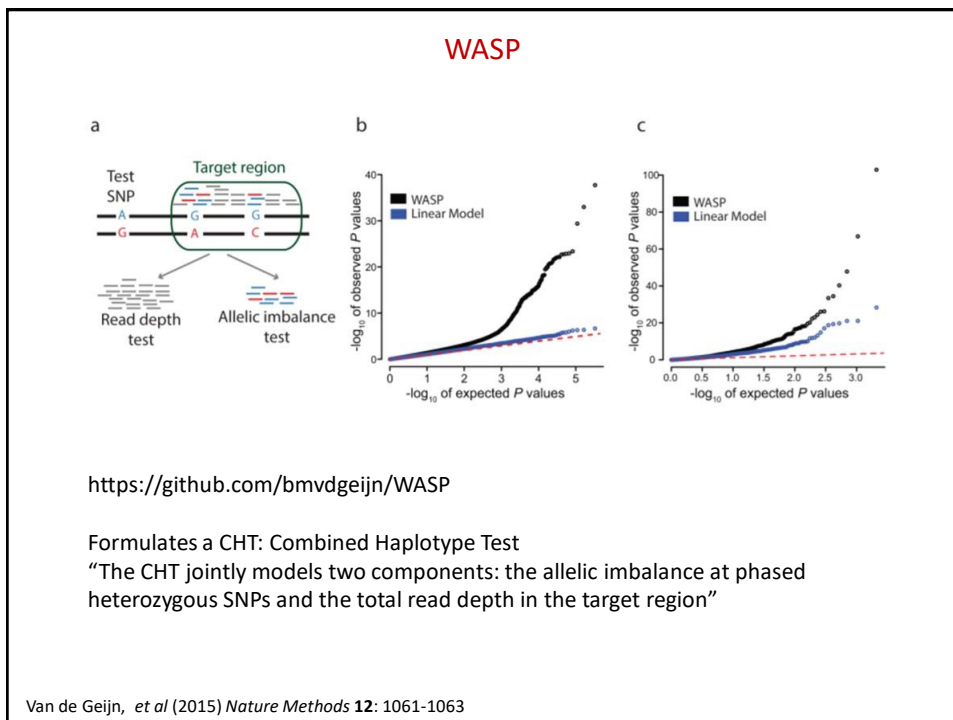 WASP
a
Test
SNP
Target region
A G G
G A C
Read depth
test
Allelic imbalance
test
b
40
30
20
10
0
-log10 of observed P values
WASP
Linear Model
0 1 2 3 4 5
-log10 of expected P values
c
100
80
60
40
20
0
-log10 of observed P values
WASP
Linear Model
0.0 0.5 1.0 1.5 2.0 2.5 3.0
-log10 of expected P values
https://github.com/bmvdgeijn/WASP
Formulates a CHT: Combined Haplotype Test
“The CHT jointly models two components: the allelic imbalance at phased
heterozygous SNPs and the total read depth in the target region”
Van de Geijn, et al (2015) Nature Methods 12: 1061-1063